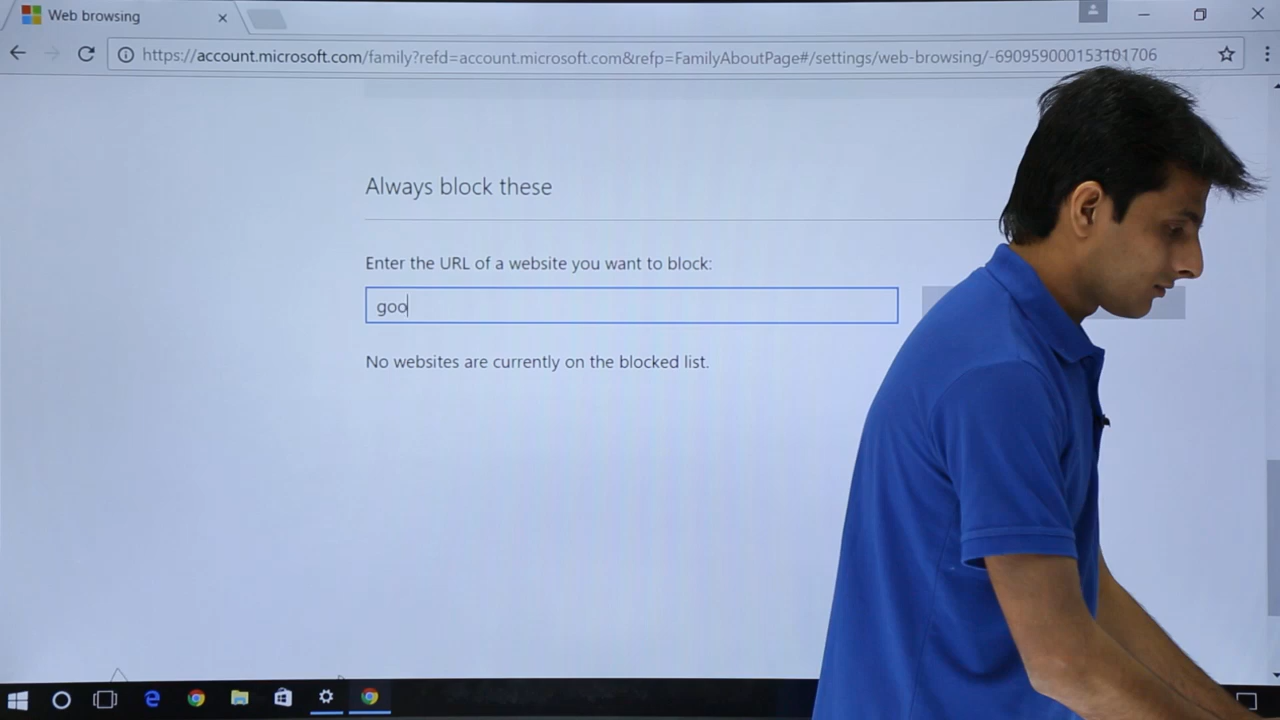 Web browsing
https://account.microsoft.com/family?refd=account.microsoft.com&refp=FamilyAboutPage#/settings/web-browsing/-690959000153101706
Always block these
Enter the URL of a website you want to block:
goo
No websites are currently on the blocked list.